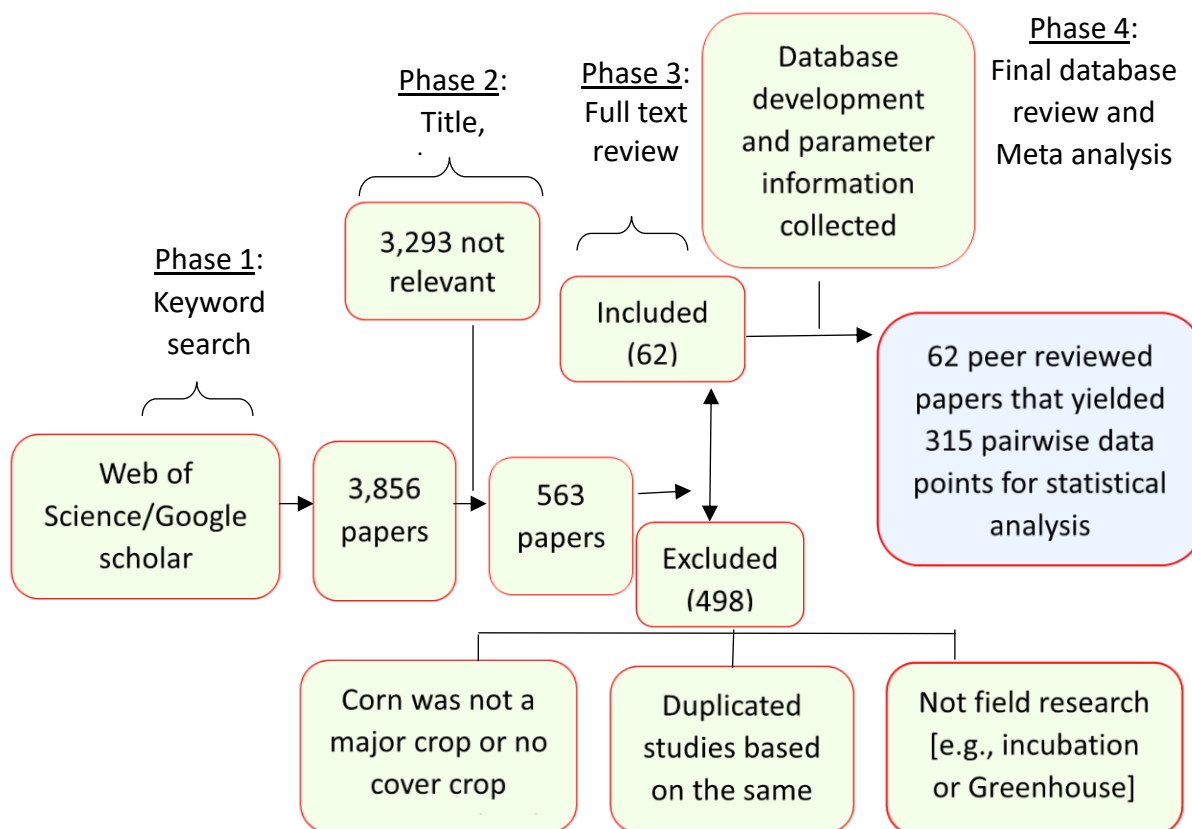 Phase 1:
Keyword
search
Web of
Science/Google
scholar
3,856
papers
Phase 2:
Title,
3,293 not
relevant
563
papers
Phase 3:
Full text
review
Included
(62)
Excluded
(498)
Corn was not a
major crop or no
cover crop
Duplicated
studies based
on the same
Not field research
[e.g., incubation
or Greenhouse]
Database
development
and parameter
information
collected
Phase 4:
Final database
review and
Meta analysis
62 peer reviewed
papers that yielded
315 pairwise data
points for statistical
analysis